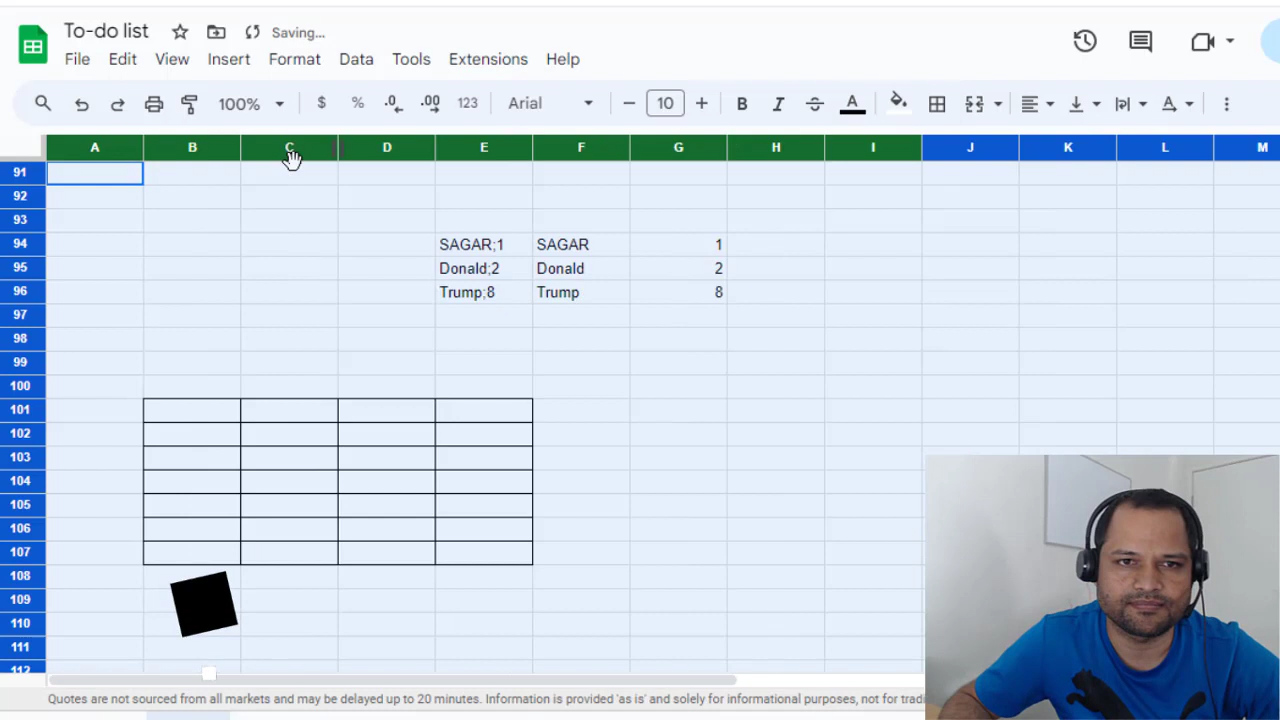 To-do list Saving...
File Edit View Insert Format Data Tools Extensions Help
100% $ % .0 .00 123 Arial 10 B I S A A
A B C D E F G H I J K L M
91
92
93
94 SAGAR;1 SAGAR 1
95 Donald;2 Donald 2
96 Trump;8 Trump 8
97
98
99
100
101
102
103
104
105
106
107
108
109
110
111
112
Quotes are not sourced from all markets and may be delayed up to 20 minutes. Information is provided 'as is' and solely for informational purposes, not for tradi